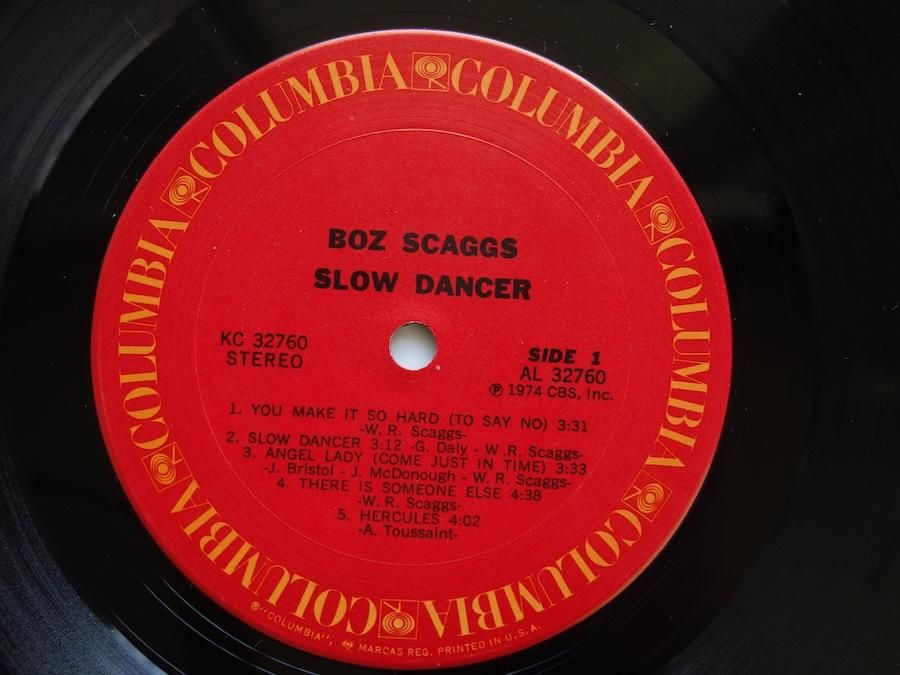 COLUMBIA COLUMBIA COLUMBIA COLUMBIA COLUMBIA COLUMBIA COLUMBIA
BOZ SCAGGS
SLOW DANCER
KC 32760
STEREO
SIDE 1
AL 32760
Ⓟ 1974 CBS, Inc.
1. YOU MAKE IT SO HARD (TO SAY NO) 3:31
-W. R. Scaggs-
2. SLOW DANCER 3:12 -G. Daly - W .R. Scaggs-
3. ANGEL LADY (COME JUST IN TIME) 3:33
-J. Bristol - J. McDonough - W. R. Scaggs-
4. THERE IS SOMEONE ELSE 4:38
-W. R. Scaggs-
5. HERCULES 4:02
-A. Toussaint-
®"COLUMBIA", MARCAS REG. PRINTED IN U.S.A.